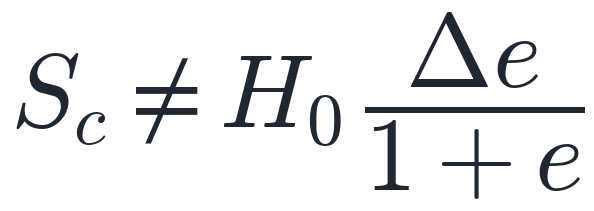 $S_c \neq H_0 \frac{\Delta e}{1 + e}$